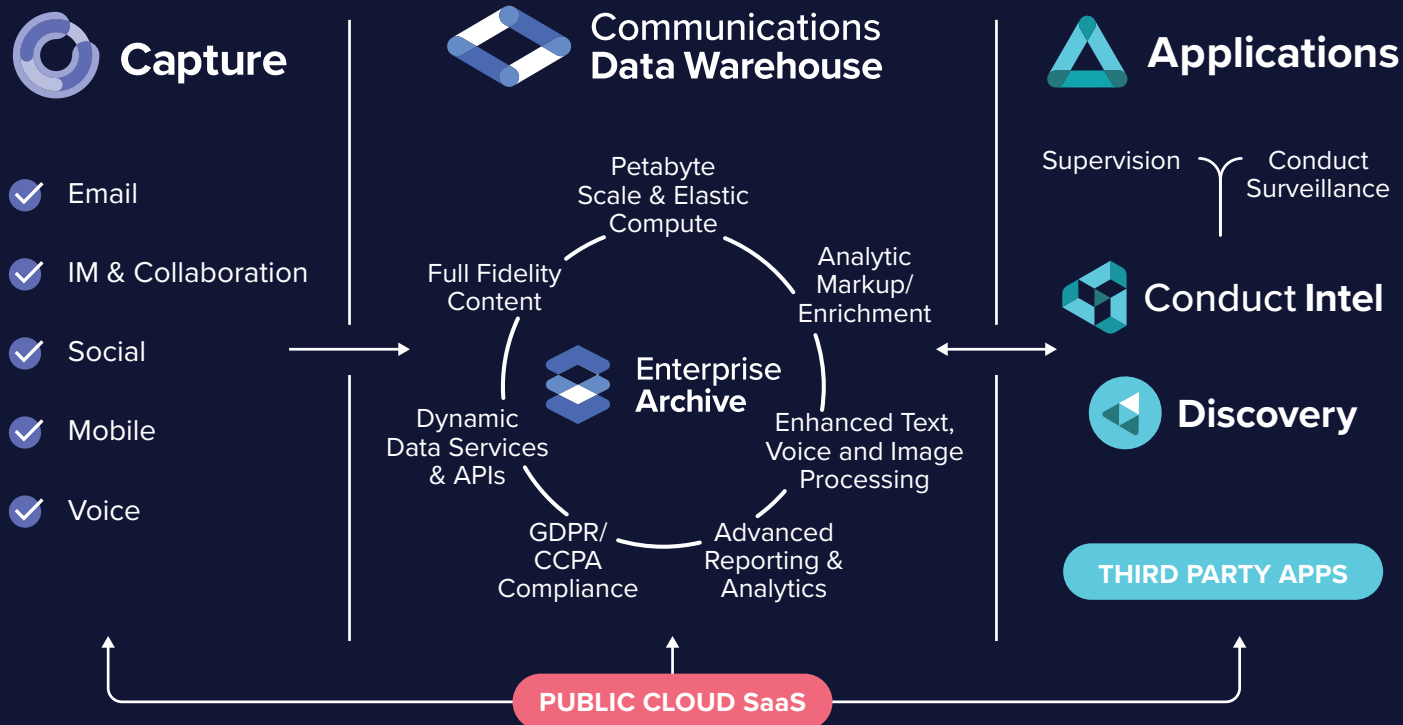 Capture
Email
IM & Collaboration
Social
Mobile
Voice
Communications
Data Warehouse
Petabyte
Scale & Elastic
Compute
Analytic
Markup/
Enrichment
Enhanced Text,
Voice and Image
Processing
Advanced
Reporting &
Analytics
GDPR/
CCPA
Compliance
Dynamic
Data Services
& APIs
Full Fidelity
Content
Enterprise
Archive
Applications
Supervision
Conduct
Surveillance
Conduct Intel
Discovery
THIRD PARTY APPS
PUBLIC CLOUD SaaS